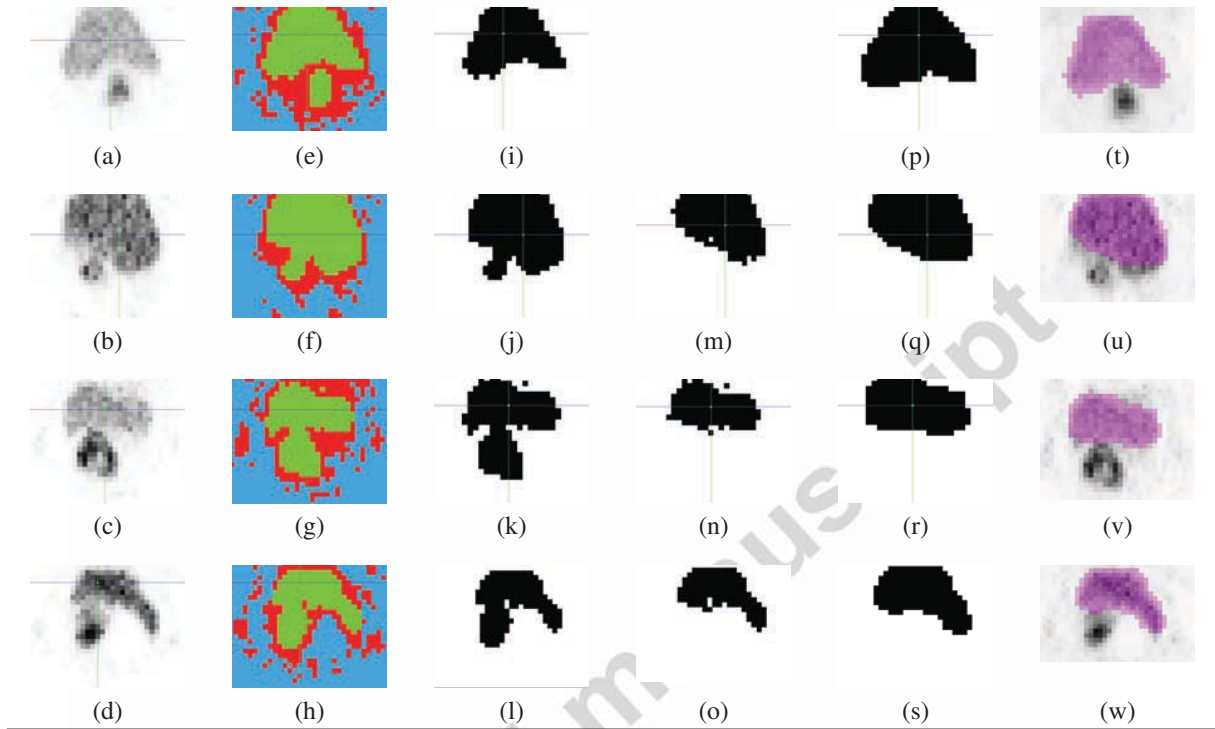 (a) (e) (i) (p) (t)
(b) (f) (j) (m) (q) (u)
(c) (g) (k) (n) (r) (v)
(d) (h) (l) (o) (s) (w)